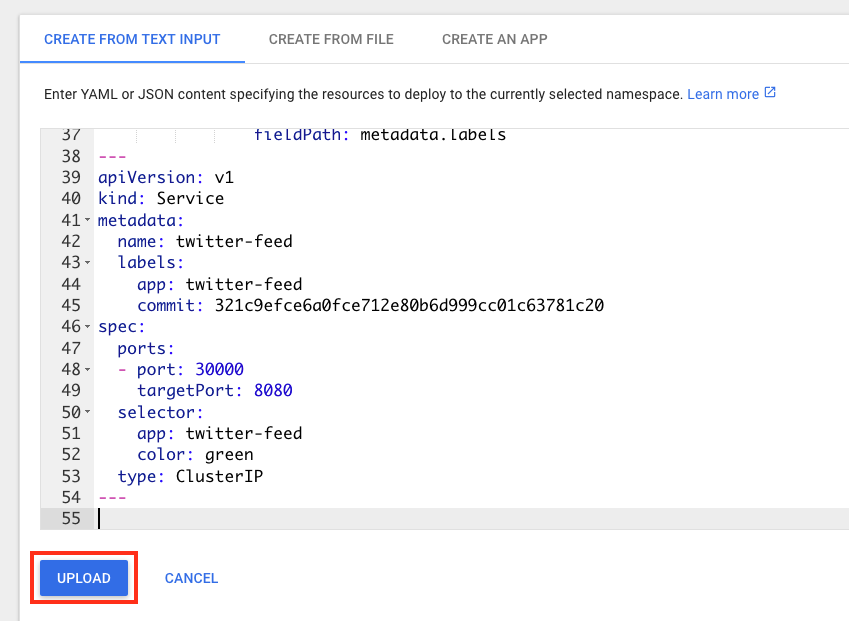 CREATE FROM TEXT INPUT CREATE FROM FILE CREATE AN APP
Enter YAML or JSON content specifying the resources to deploy to the currently selected namespace. Learn more
37 fieldPath: metadata.labels
38 ---
39 apiVersion: v1
40 kind: Service
41 metadata:
42 name: twitter-feed
43 labels:
44 app: twitter-feed
45 commit: 321c9efce6a0fce712e80b6d999cc01c63781c20
46 spec:
47 ports:
48 - port: 30000
49 targetPort: 8080
50 selector:
51 app: twitter-feed
52 color: green
53 type: ClusterIP
54 ---
55
UPLOAD CANCEL